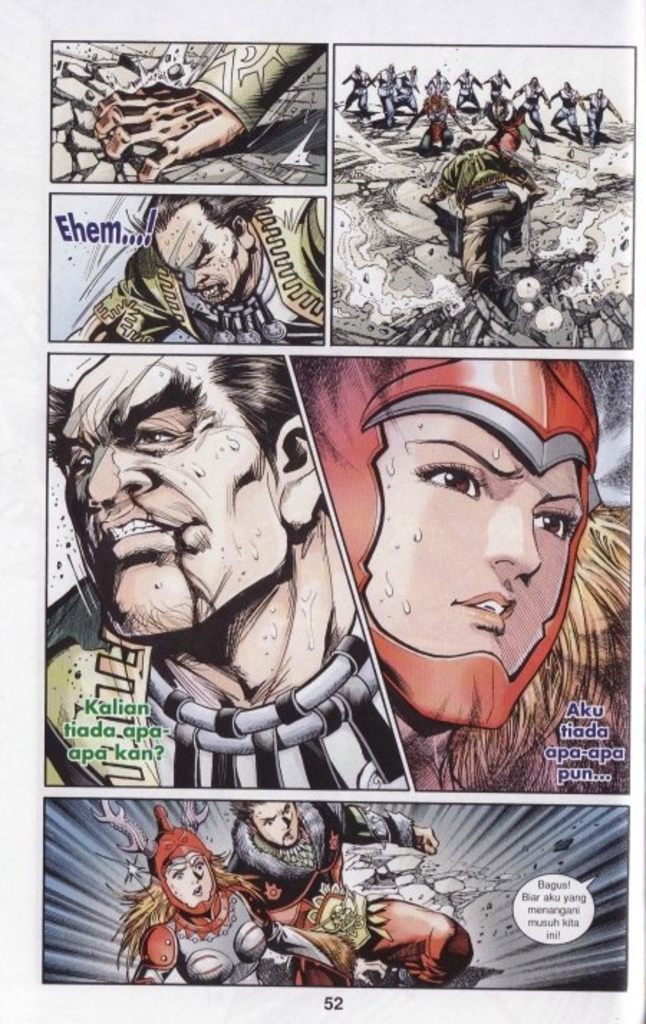 Ehem....!
Kalian
tiada apa-
apa kan?
Aku
tiada
apa-apa
pun...
Bagus!
Biar aku yang
menangani
musuh kita
ini!
52